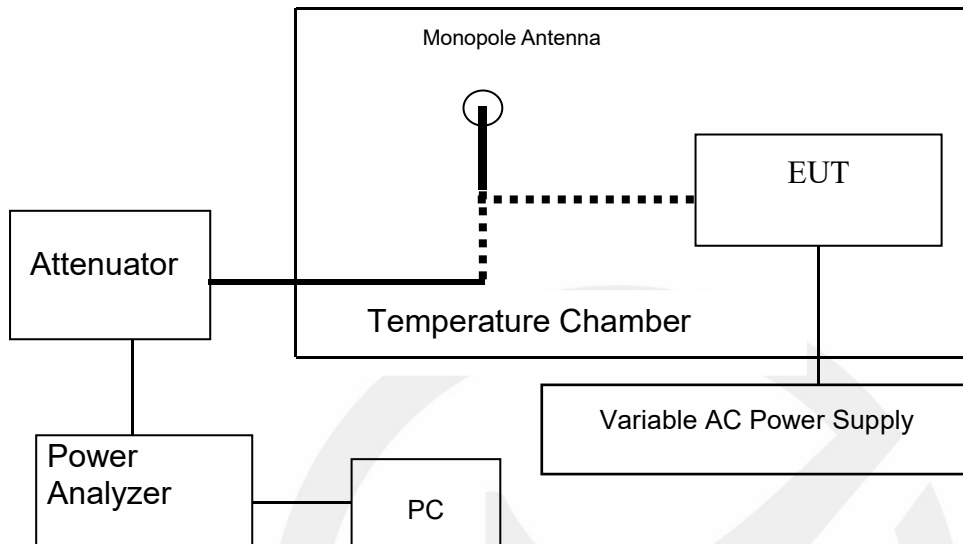 Monopole Antenna
EUT
Attenuator
Temperature Chamber
Variable AC Power Supply
Power
Analyzer
PC